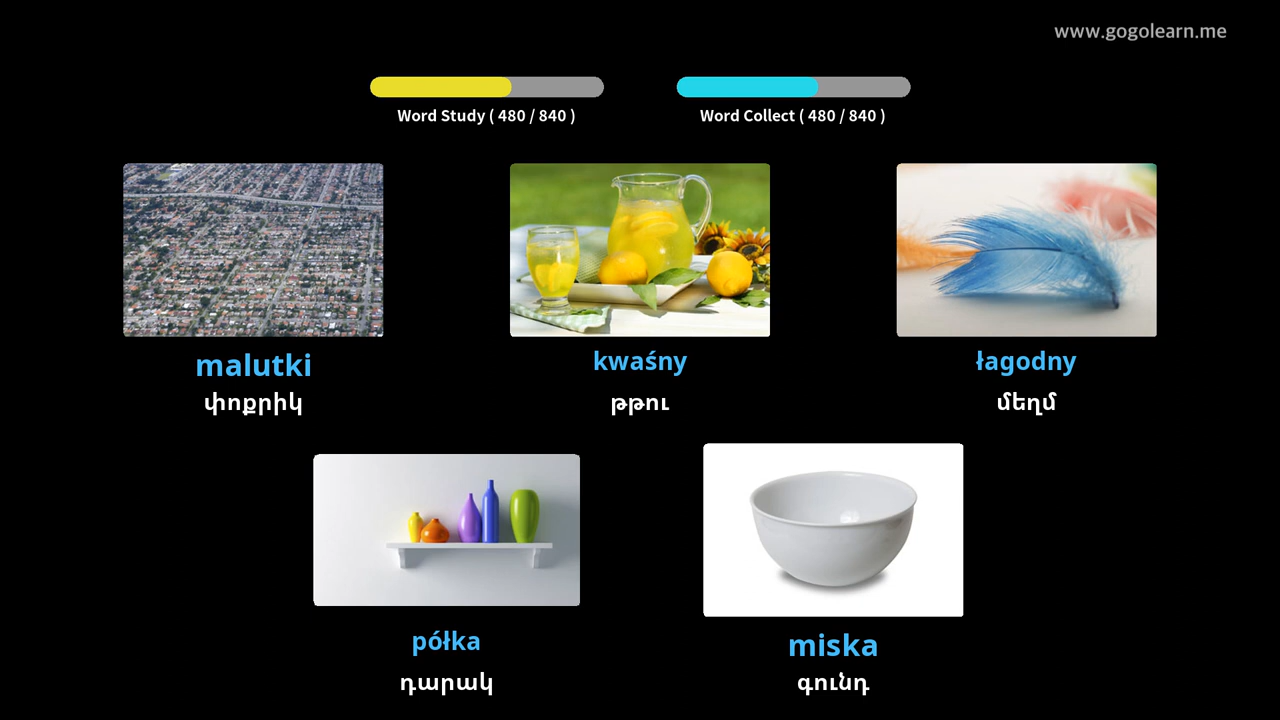 www.gogolearn.me
Word Study ( 480 / 840 )
Word Collect ( 480 / 840 )
malutki
փոքրիկ
kwaśny
թթու
łagodny
մեղմ
półka
դարակ
miska
գունդ